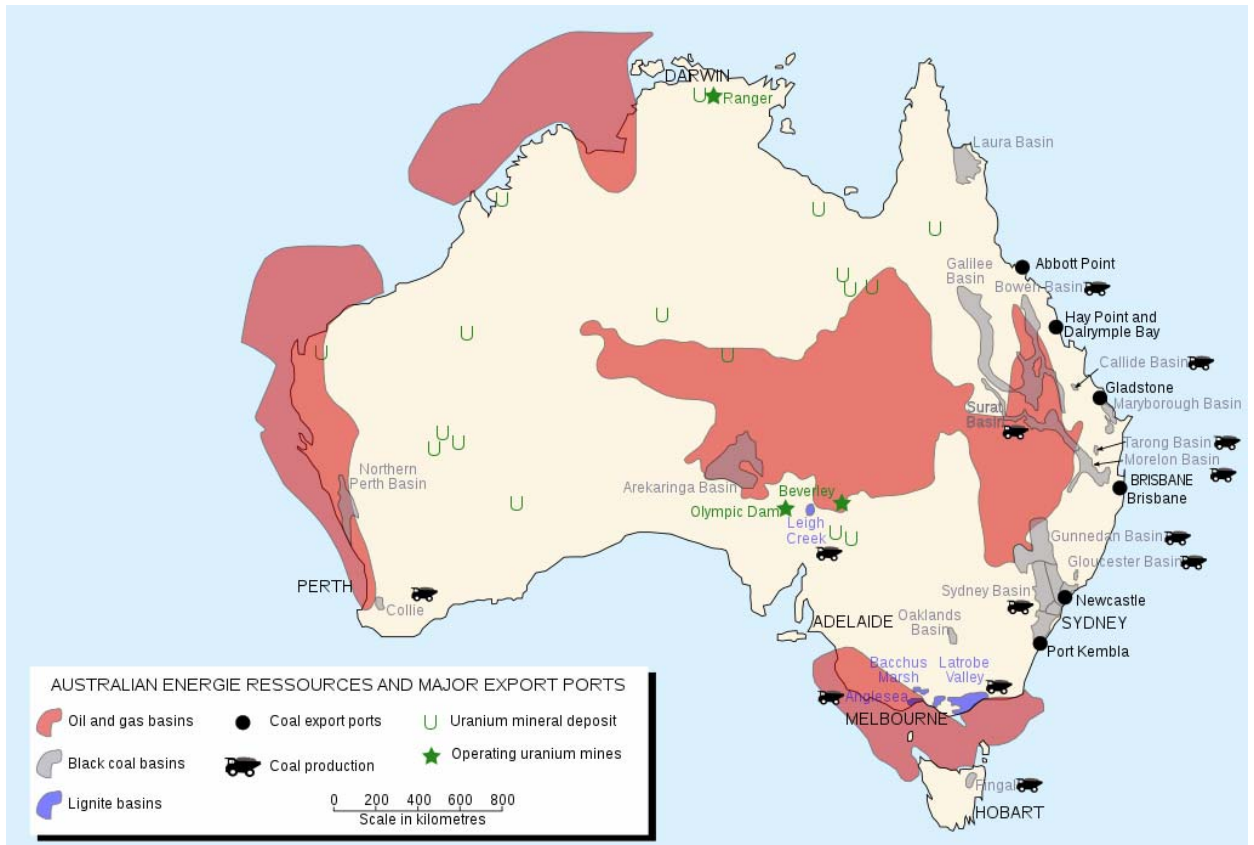 DARWIN
U
Ranger
Laura Basin
U
U
U
Galilee
Basin
Abbott Point
Bowen Basin
U
U
U
Hay Point and
Dalrymple Bay
U
U
U
U
Callide Basin
Gladstone
Maryborough Basin
Surat
Basin
U
U
U
Tarong Basin
Morelon Basin
Northern
Perth Basin
BRISBANE
Brisbane
Arekaringa Basin
Beverley
U
Olympic Dam
Leigh
Creek
U
U
Gunnedan Basin
Gloucester Basin
PERTH
Collie
Sydney Basin
Newcastle
SYDNEY
ADELAIDE
Oaklands
Basin
Port Kembla
Bacchus
Marsh
Latrobe
Valley
Anglesea
MELBOURNE
Fingal
HOBART
AUSTRALIAN ENERGIE RESSOURCES AND MAJOR EXPORT PORTS
Oil and gas basins
Coal export ports
U Uranium mineral deposit
Black coal basins
Coal production
Operating uranium mines
Lignite basins
0 200 400 600 800
Scale in kilometres